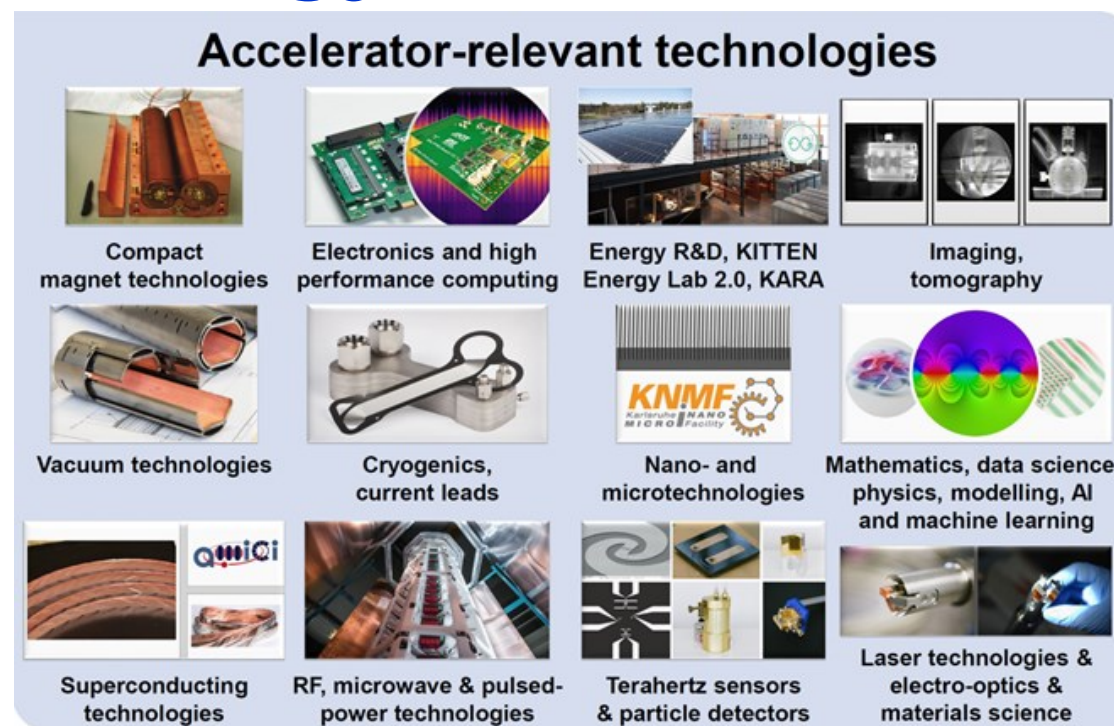 Accelerator-relevant technologies
Compact
magnet technologies
Electronics and high
performance computing
Energy R&D, KITTEN
Energy Lab 2.0, KARA
Imaging,
tomography
KNMF
Karlsruhe NANO
MICRO Facility
Vacuum technologies
Cryogenics,
current leads
Nano- and
microtechnologies
Mathematics, data science
physics, modelling, AI
and machine learning
amici
Superconducting
technologies
RF, microwave & pulsed-
power technologies
Terahertz sensors
& particle detectors
Laser technologies &
electro-optics &
materials science